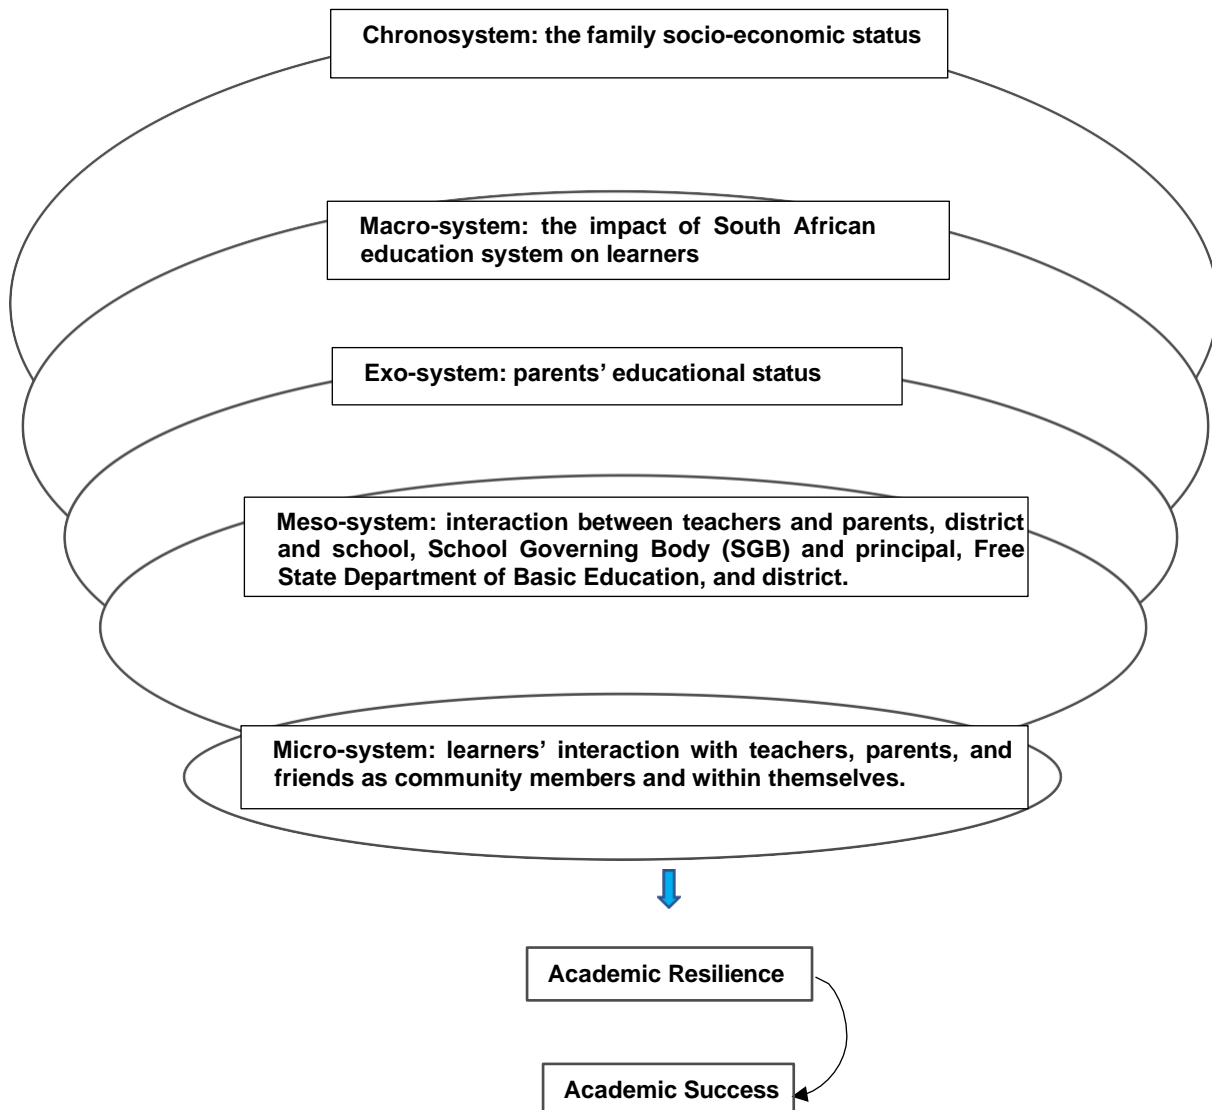 Chronosystem: the family socio-economic status
Macro-system: the impact of South African
education system on learners
Exo-system: parents’ educational status
Meso-system: interaction between teachers and parents, district
and school, School Governing Body (SGB) and principal, Free
State Department of Basic Education, and district.
Micro-system: learners’ interaction with teachers, parents, and
friends as community members and within themselves.
Academic Resilience
Academic Success